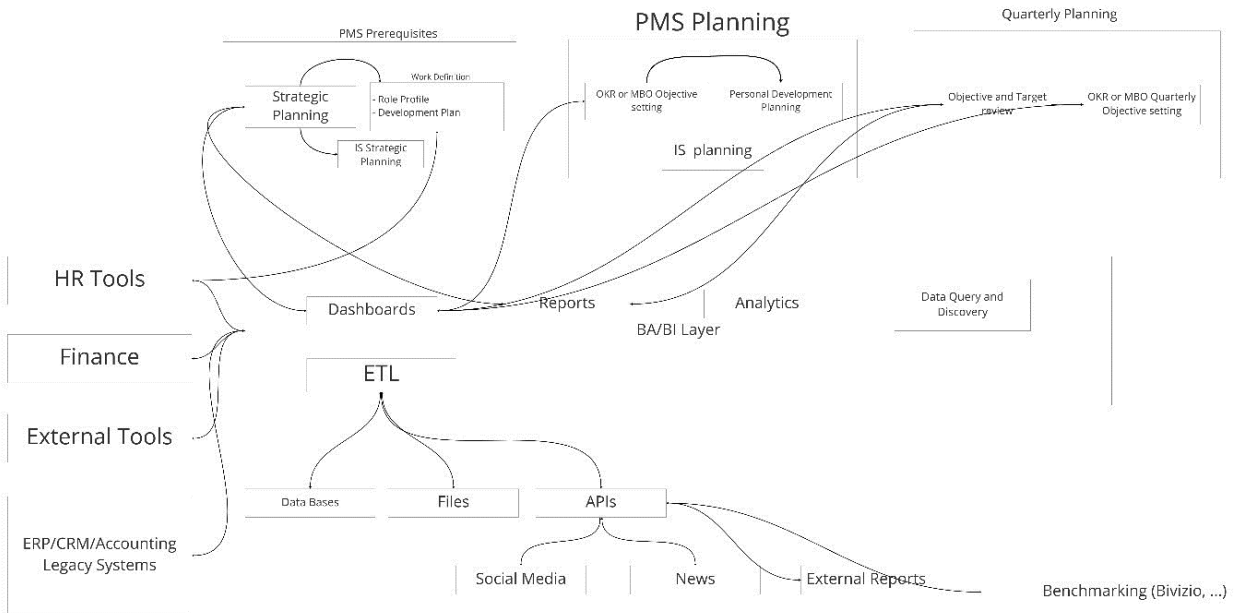 PMS Prerequisites
PMS Planning
Quarterly Planning
Work Definition
Strategic
Planning
- Role Profile
- Development Plan
IS Strategic
Planning
OKR or MBO Objective
setting
Personal Development
Planning
IS planning
Objective and Target
review
OKR or MBO Quarterly
Objective setting
HR Tools
Finance
External Tools
ERP/CRM/Accounting
Legacy Systems
Dashboards
Reports
Analytics
BA/BI Layer
Data Query and
Discovery
ETL
Data Bases
Files
APIs
Social Media
News
External Reports
Benchmarking (Bivizio, ...)